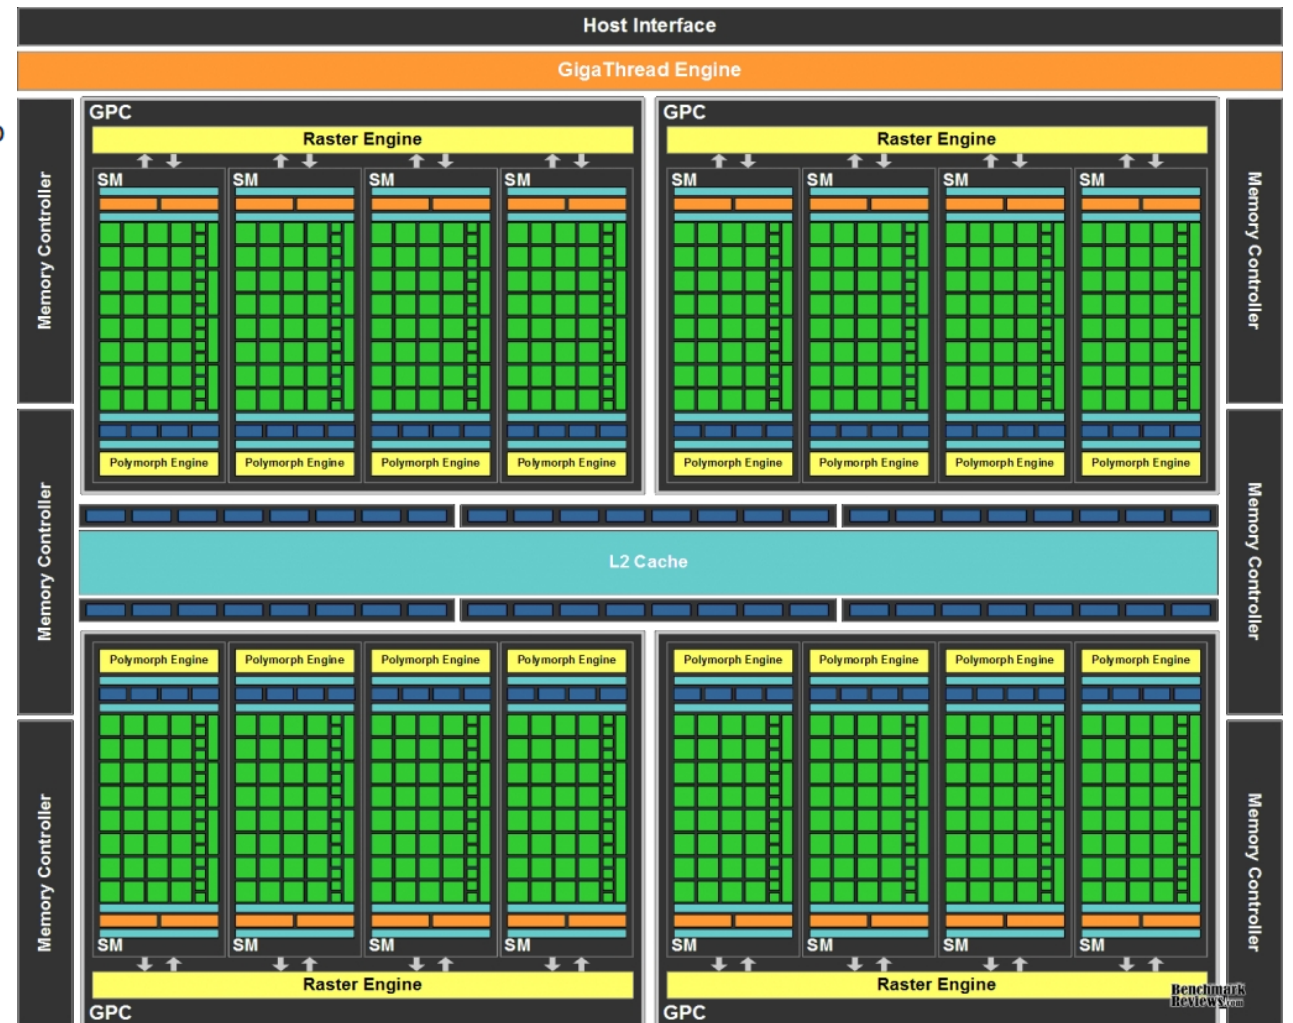 Host Interface
GigaThread Engine
GPC
GPC
Raster Engine
Raster Engine
SM
SM
SM
SM
SM
SM
SM
SM
Memory Controller
Memory Controller
Polymorph Engine
Polymorph Engine
Polymorph Engine
Polymorph Engine
Polymorph Engine
Polymorph Engine
Polymorph Engine
Polymorph Engine
Memory Controller
L2 Cache
Memory Controller
Polymorph Engine
Polymorph Engine
Polymorph Engine
Polymorph Engine
Polymorph Engine
Polymorph Engine
Polymorph Engine
Polymorph Engine
Memory Controller
Memory Controller
SM
SM
SM
SM
SM
SM
SM
SM
Raster Engine
Raster Engine
GPC
GPC
Benchmark
Reviews.com